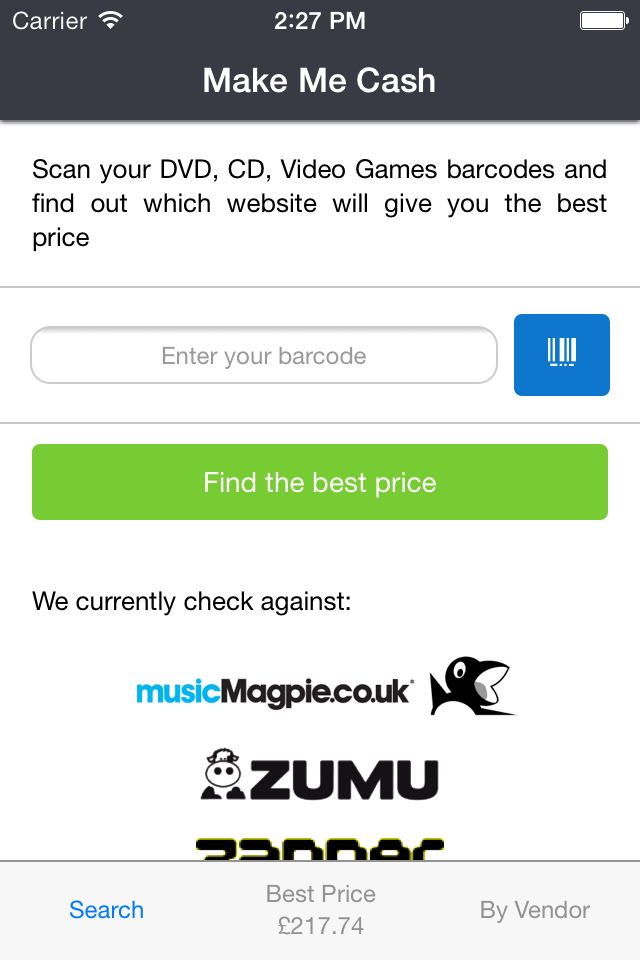 Carrier 2:27 PM
Make Me Cash
Scan your DVD, CD, Video Games barcodes and
find out which website will give you the best
price
Enter your barcode
Find the best price
We currently check against:
musicMagpie.co.uk
ZUMU
zapper
Search
Best Price
£217.74
By Vendor